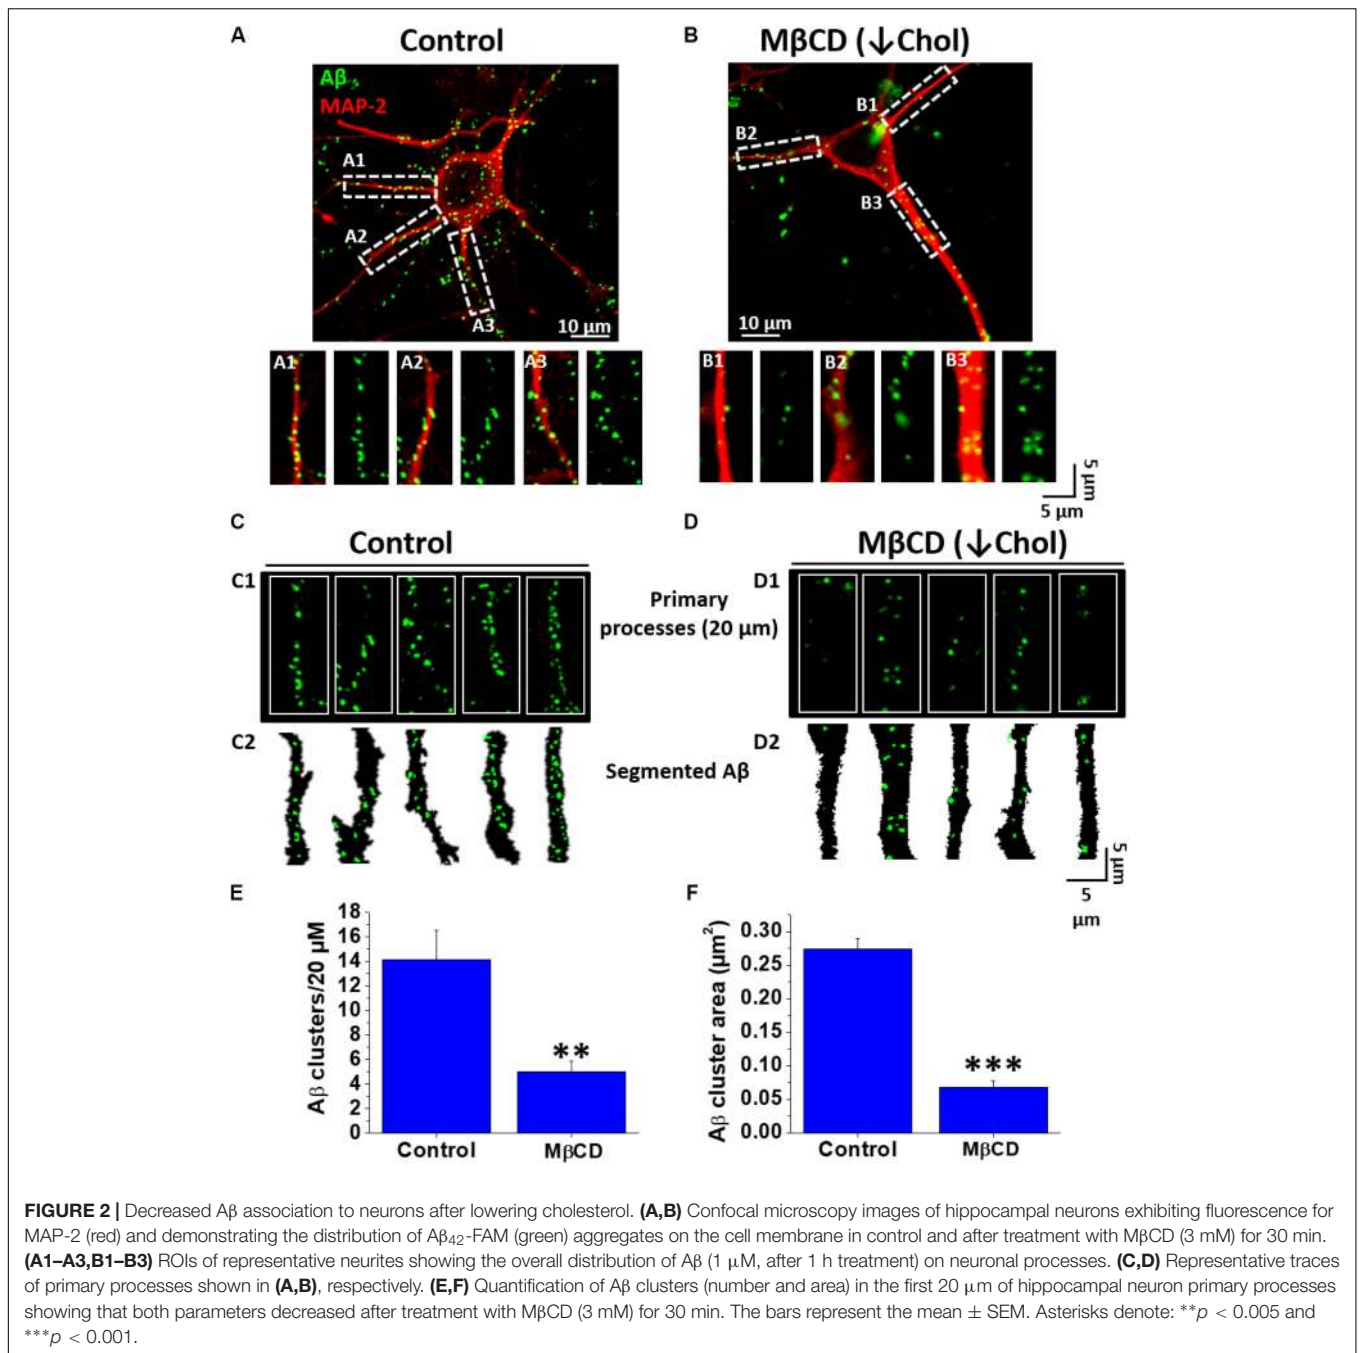 A
Control
B
MβCD (↓Chol)
Aβ
MAP-2
A1
A2
A3
10 µm
B1
B2
B3
10 µm
A1
A2
A3
B1
B2
B3
5 µm
5 µm
C
Control
D
MβCD (↓Chol)
C1
Primary
processes (20 µm)
D1
C2
Segmented Aβ
D2
5 µm
5
µm
E
Aβ clusters/20 µM
18
16
14
12
10
8
6
4
2
0
**
Control
MβCD
F
Aβ cluster area (µm²)
0.30
0.25
0.20
0.15
0.10
0.05
0.00
***
Control
MβCD
FIGURE 2 | Decreased Aβ association to neurons after lowering cholesterol. (A,B) Confocal microscopy images of hippocampal neurons exhibiting fluorescence for
MAP-2 (red) and demonstrating the distribution of Aβ₄₂-FAM (green) aggregates on the cell membrane in control and after treatment with MβCD (3 mM) for 30 min.
(A1–A3,B1–B3) ROIs of representative neurites showing the overall distribution of Aβ (1 µM, after 1 h treatment) on neuronal processes. (C,D) Representative traces
of primary processes shown in (A,B), respectively. (E,F) Quantification of Aβ clusters (number and area) in the first 20 µm of hippocampal neuron primary processes
showing that both parameters decreased after treatment with MβCD (3 mM) for 30 min. The bars represent the mean ± SEM. Asterisks denote: **p < 0.005 and
***p < 0.001.